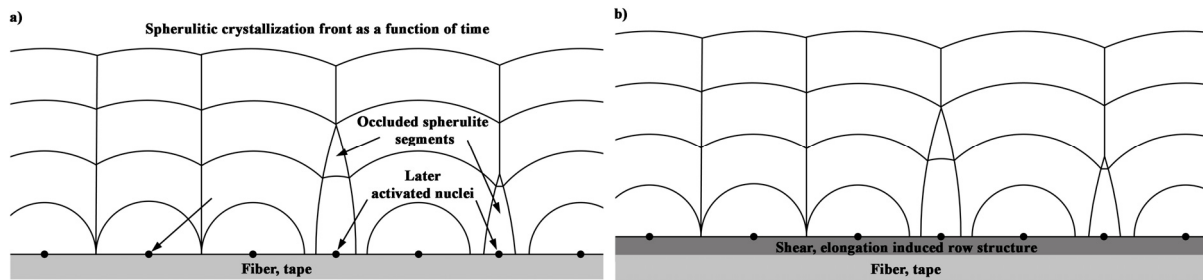 a)
Spherulitic crystallization front as a function of time
Occluded spherulite
segments
Later
activated nuclei
Fiber, tape
b)
Shear, elongation induced row structure
Fiber, tape